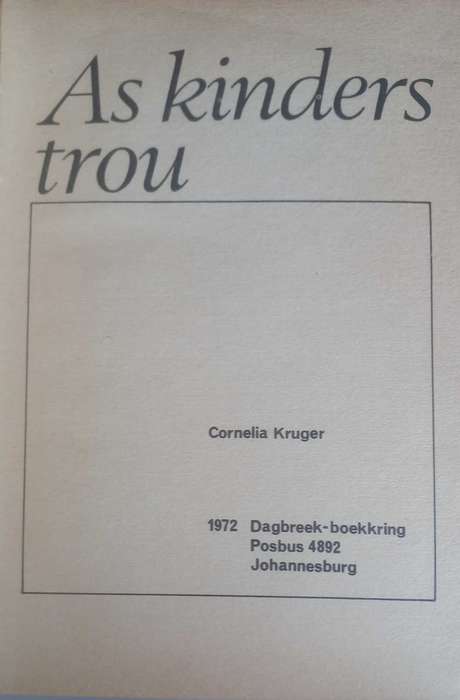 As kinders
trou
Cornelia Kruger
1972 Dagbreek-boekkring
Posbus 4892
Johannesburg